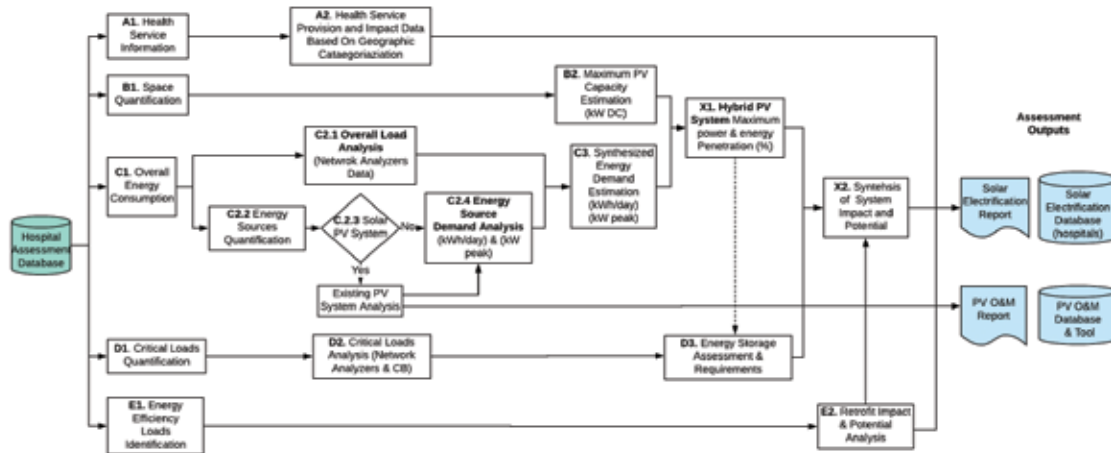 A1. Health
Service
Information
A2. Health Service
Provision and Impact Data
Based On Geographic
Cataegoriaziation
B1. Space
Quantification
B2. Maximum PV
Capacity
Estimation
(kW DC)
X1. Hybrid PV
System Maximum
power & energy
Penetration (%)
Assessment
Outputs
C2.1 Overall Load
Analysis
(Netwrok Analyzers
Data)
C3. Synthesized
Energy
Demand
Estimation
(kWh/day)
(kW peak)
C1. Overall
Energy
Consumption
C2.2 Energy
Sources
Quantification
C.2.3 Solar
PV System
No
C2.4 Energy
Source
Demand Analysis
(kWh/day) & (kW
peak)
X2. Syntehsis
of System
Impact and
Potential
Solar
Electrification
Report
Solar
Electrification
Database
(hospitals)
Hospital
Assessment
Database
Yes
Existing PV
System Analysis
PV O&M
Report
PV O&M
Database
& Tool
D1. Critical Loads
Quantification
D2. Critical Loads
Analysis (Network
Analyzers & CB)
D3. Energy Storage
Assessment &
Requirements
E1. Energy
Efficiency
Loads
Identification
E2. Retrofit Impact
& Potential
Analysis